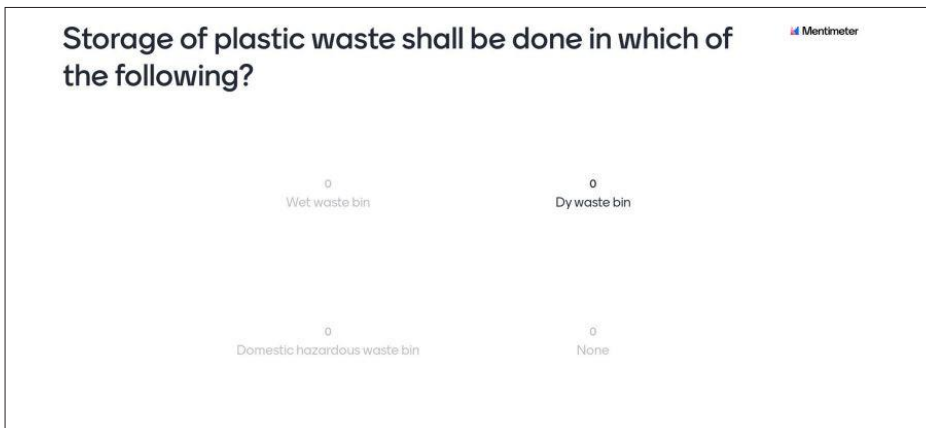 Storage of plastic waste shall be done in which of
the following?
Mentimeter
0
Wet waste bin
0
Dy waste bin
0
Domestic hazardous waste bin
0
None